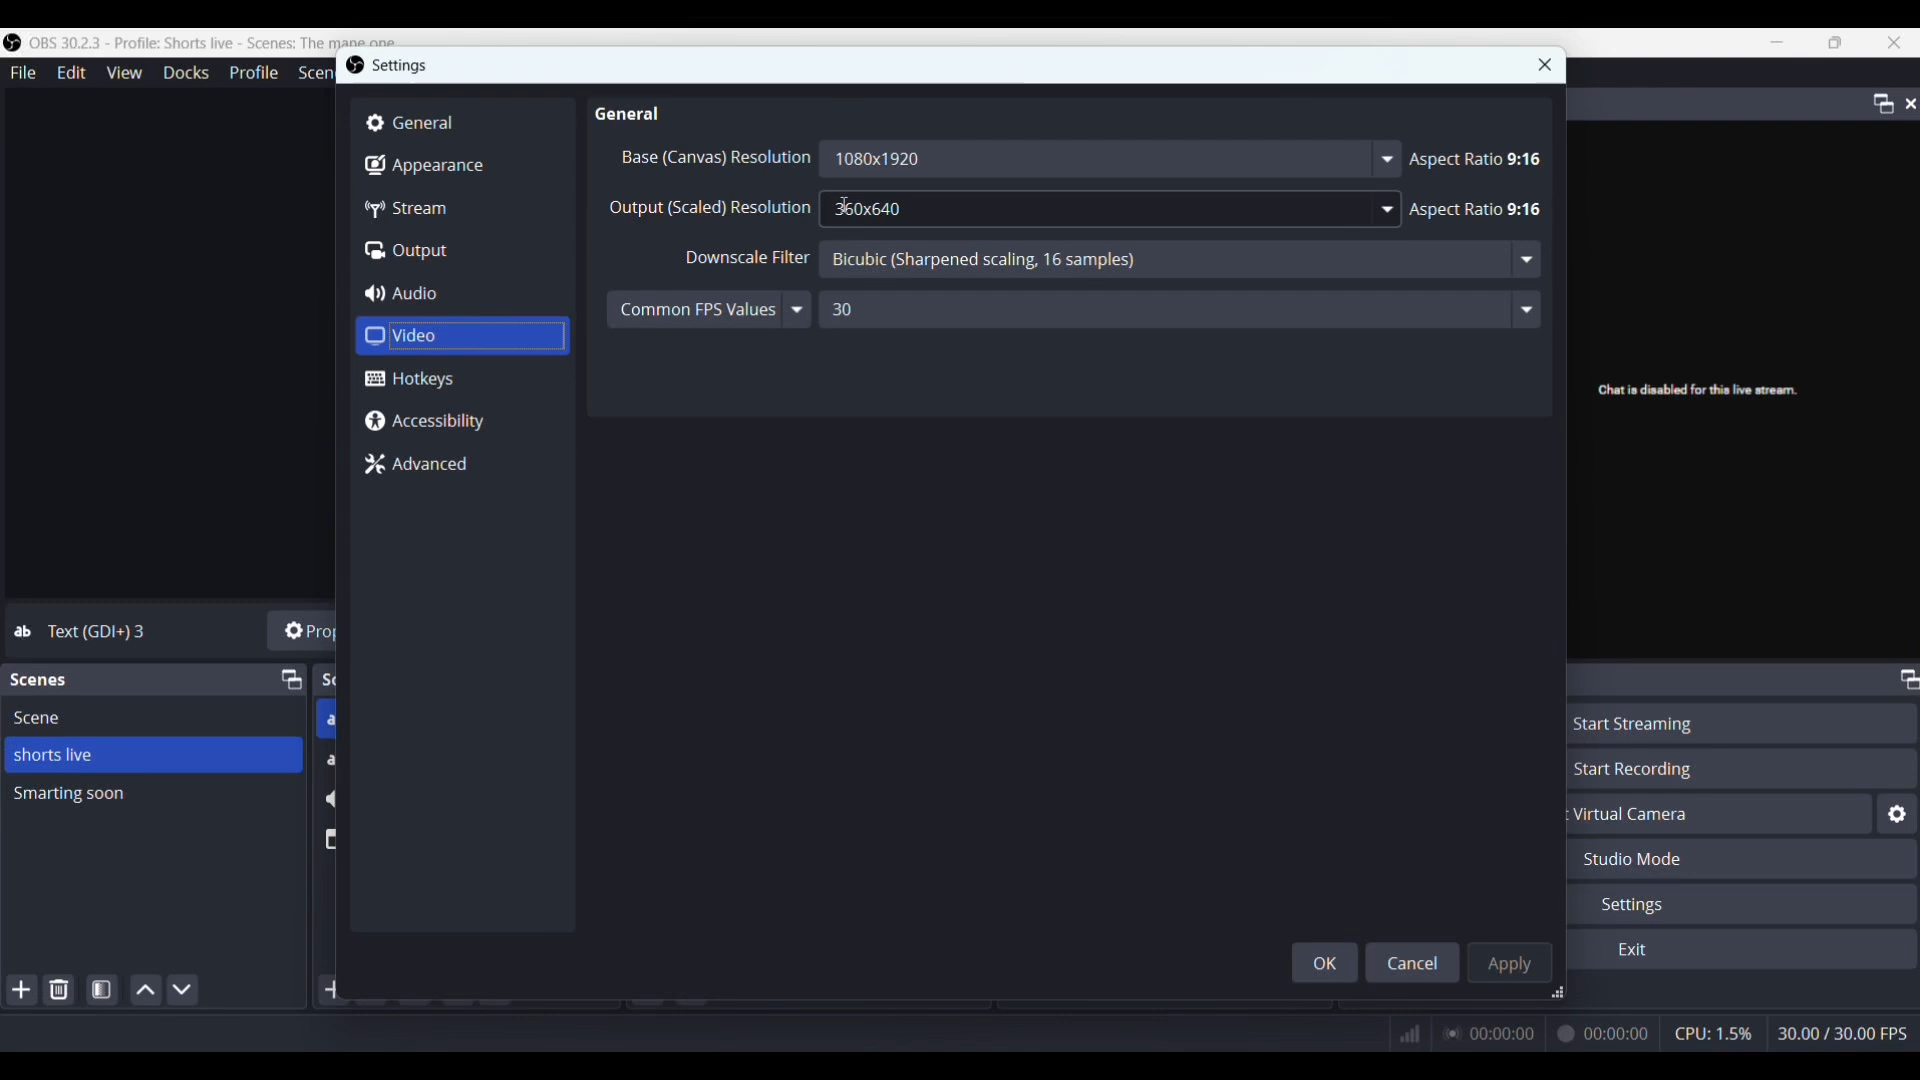 OBS 30.2.3 - Profile: Shorts live - Scenes: The mane one
File Edit View Docks Profile Scen
Settings
General
Appearance
Stream
Output
Audio
Video
Hotkeys
Accessibility
Advanced
General
Base (Canvas) Resolution 1080x1920 Aspect Ratio 9:16
Output (Scaled) Resolution 360x640 Aspect Ratio 9:16
Downscale Filter Bicubic (Sharpened scaling, 16 samples)
Common FPS Values 30
OK Cancel Apply
Chat is disabled for this live stream.
ab Text (GDI+) 3 Prop
Scenes
Scene
shorts live
Smarting soon
So
Start Streaming
Start Recording
Virtual Camera
Studio Mode
Settings
Exit
00:00:00 00:00:00 CPU: 1.5% 30.00 / 30.00 FPS